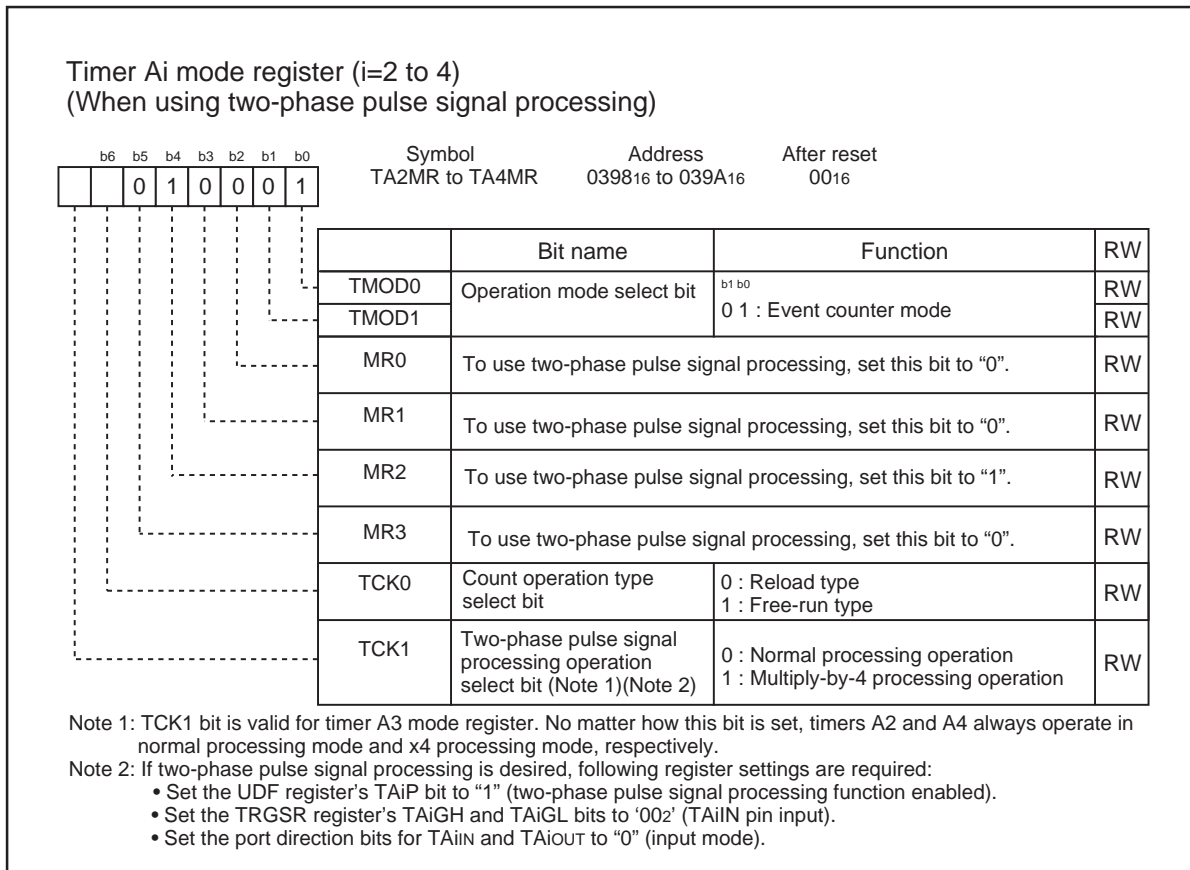 Timer Ai mode register (i=2 to 4)
(When using two-phase pulse signal processing)
b6 b5 b4 b3 b2 b1 b0
0 1 0 0 0 1
Symbol Address After reset
TA2MR to TA4MR 039816 to 039A16 0016
Bit name Function RW
TMOD0 Operation mode select bit b1 b0 RW
TMOD1 0 1 : Event counter mode RW
MR0 To use two-phase pulse signal processing, set this bit to “0”. RW
MR1 To use two-phase pulse signal processing, set this bit to “0”. RW
MR2 To use two-phase pulse signal processing, set this bit to “1”. RW
MR3 To use two-phase pulse signal processing, set this bit to “0”. RW
TCK0 Count operation type 0 : Reload type RW
select bit 1 : Free-run type
TCK1 Two-phase pulse signal
processing operation 0 : Normal processing operation RW
select bit (Note 1)(Note 2) 1 : Multiply-by-4 processing operation
Note 1: TCK1 bit is valid for timer A3 mode register. No matter how this bit is set, timers A2 and A4 always operate in
normal processing mode and x4 processing mode, respectively.
Note 2: If two-phase pulse signal processing is desired, following register settings are required:
• Set the UDF register’s TAiP bit to “1” (two-phase pulse signal processing function enabled).
• Set the TRGSR register’s TAiGH and TAiGL bits to ‘002’ (TAiIN pin input).
• Set the port direction bits for TAiIN and TAiOUT to “0” (input mode).